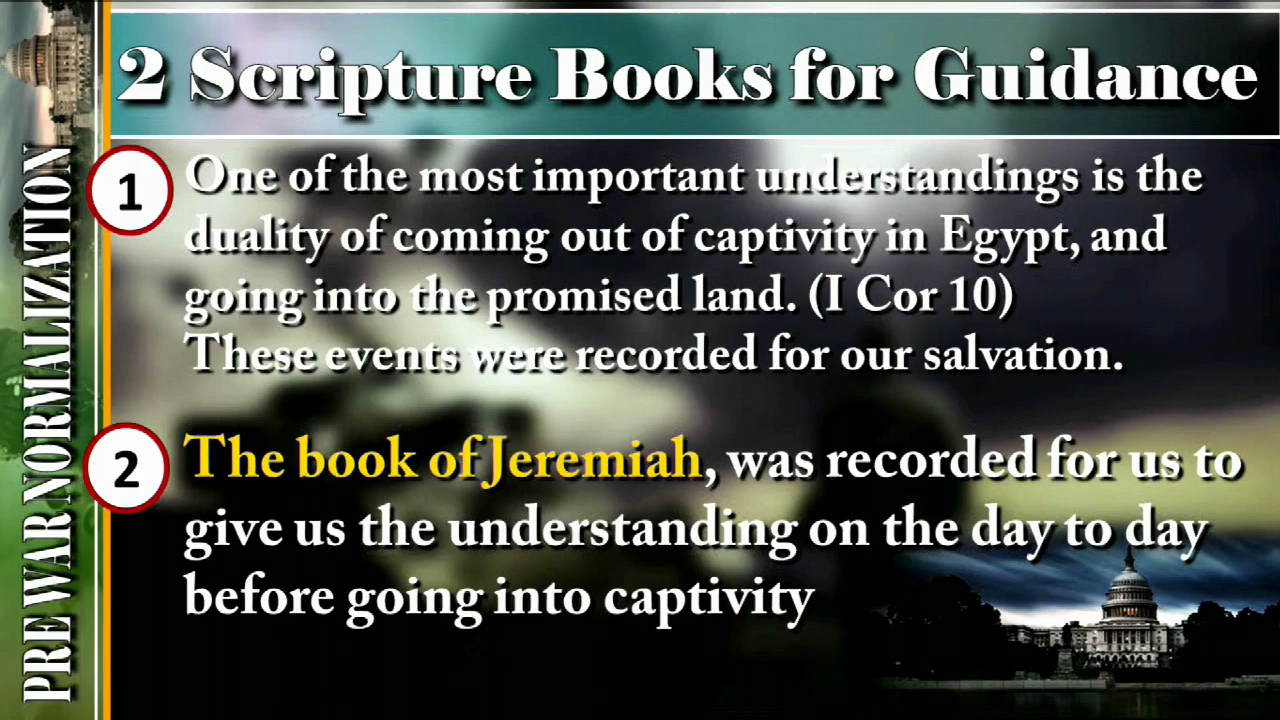 2 Scripture Books for Guidance
PRE WAR NORMALIZATION
1
One of the most important understandings is the
duality of coming out of captivity in Egypt, and
going into the promised land. (I Cor 10)
These events were recorded for our salvation.
2
The book of Jeremiah, was recorded for us to
give us the understanding on the day to day
before going into captivity